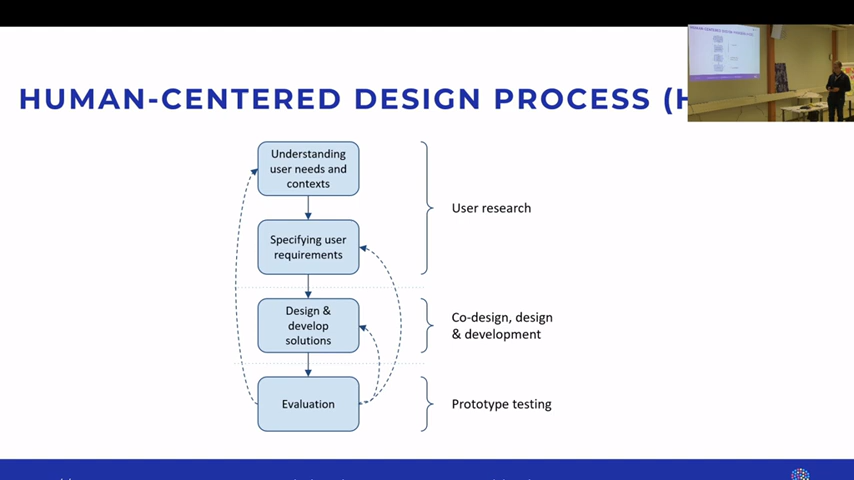 HUMAN-CENTERED DESIGN PROCESS (H
Understanding
user needs and
contexts
User research
Specifying user
requirements
Design &
develop
solutions
Co-design, design
& development
Evaluation
Prototype testing